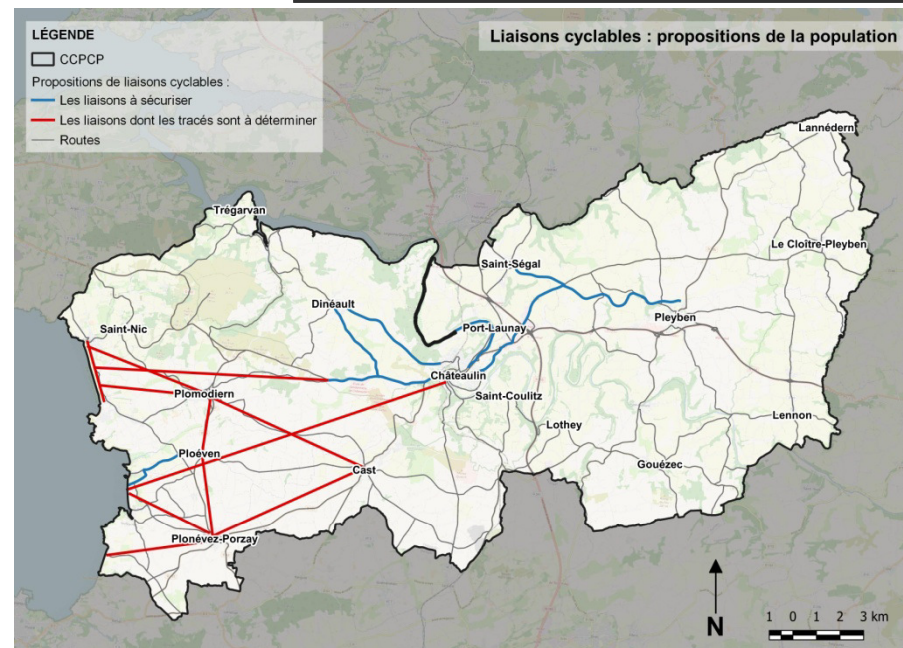 LÉGENDE
CCPCP
Propositions de liaisons cyclables :
Les liaisons à sécuriser
Les liaisons dont les tracés sont à déterminer
Routes
Liaisons cyclables : propositions de la population
Lannédern
Trégarvan
Le Cloître-Pleyben
Saint-Ségal
Dinéault
Pleyben
Saint-Nic
Port-Launay
Châteaulin
Plomodiern
Saint-Coulitz
Lennon
Lothey
Ploéven
Gouézec
Cast
Plonévez-Porzay
N
1 0 1 2 3 km